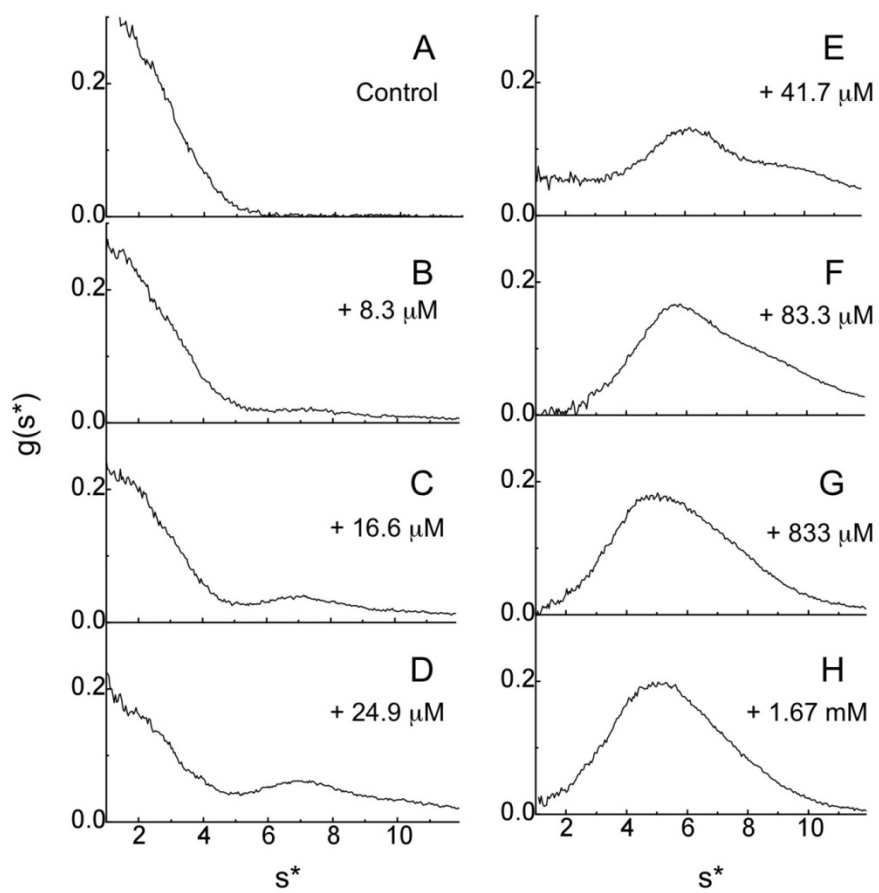 A
Control
0.2
0.0
B
+ 8.3 μM
0.2
0.0
C
+ 16.6 μM
0.2
0.0
D
+ 24.9 μM
0.2
0.0
2 4 6 8 10
s*
g(s*)
E
+ 41.7 μM
0.2
0.0
F
+ 83.3 μM
0.2
0.0
G
+ 833 μM
0.2
0.0
H
+ 1.67 mM
0.2
0.0
2 4 6 8 10
s*